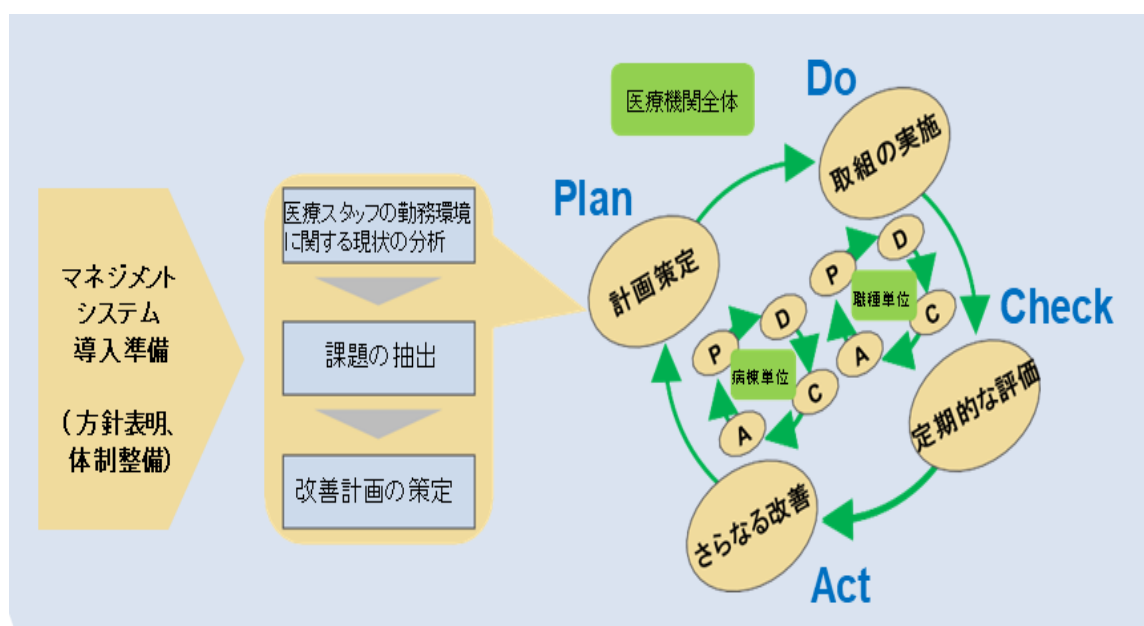 マネジメント
システム
導入準備
(方針表明、
体制整備)
医療スタッフの勤務環境
に関する現状の分析
課題の抽出
改善計画の策定
医療機関全体
Plan
計画策定
Do
取組の実施
Check
定期的な評価
Act
さらなる改善
P
D
C
A
職種単位
P
D
C
A
病棟単位